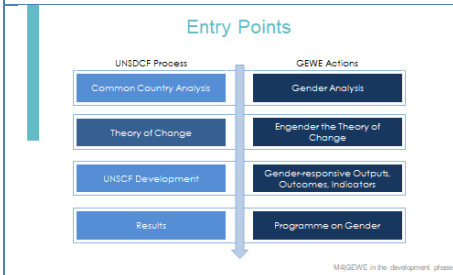 Entry Points
UNSDCF Process
GEWE Actions
Common Country Analysis
Gender Analysis
Theory of Change
Engender the Theory of
Change
UNSCF Development
Gender-responsive Outputs,
Outcomes, Indicators
Results
Programme on Gender
M4|GEWE in the development phase